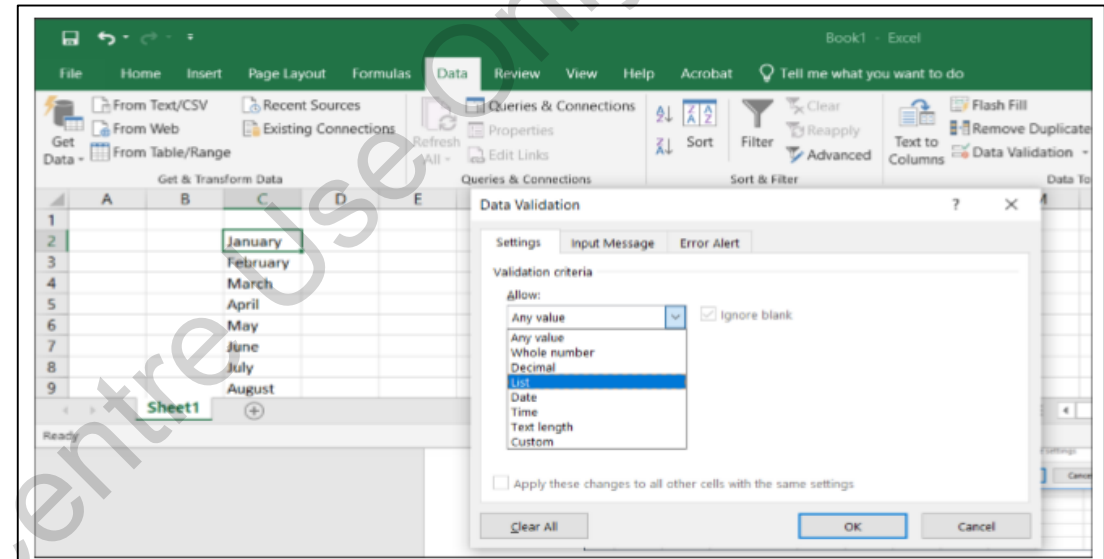 Book1 - Excel
File Home Insert Page Layout Formulas Data Review View Help Acrobat Tell me what you want to do
From Text/CSV Recent Sources Queries & Connections Clear Flash Fill
From Web Existing Connections Properties Reapply Remove Duplicate
Get Data From Table/Range Refresh All Edit Links Sort Filter Advanced Text to Columns Data Validation
Get & Transform Data Queries & Connections Sort & Filter Data To
A B C D E
Data Validation ? ×
1
2 January
Settings Input Message Error Alert
3 February
Validation criteria
4 March
Allow:
5 April
Any value Ignore blank
6 May
Any value
7 June
Whole number
8 July
Decimal
9 August
List
Date
Sheet1
Time
Text length
Ready
Custom
Apply these changes to all other cells with the same settings
Clear All OK Cancel
entre Use On